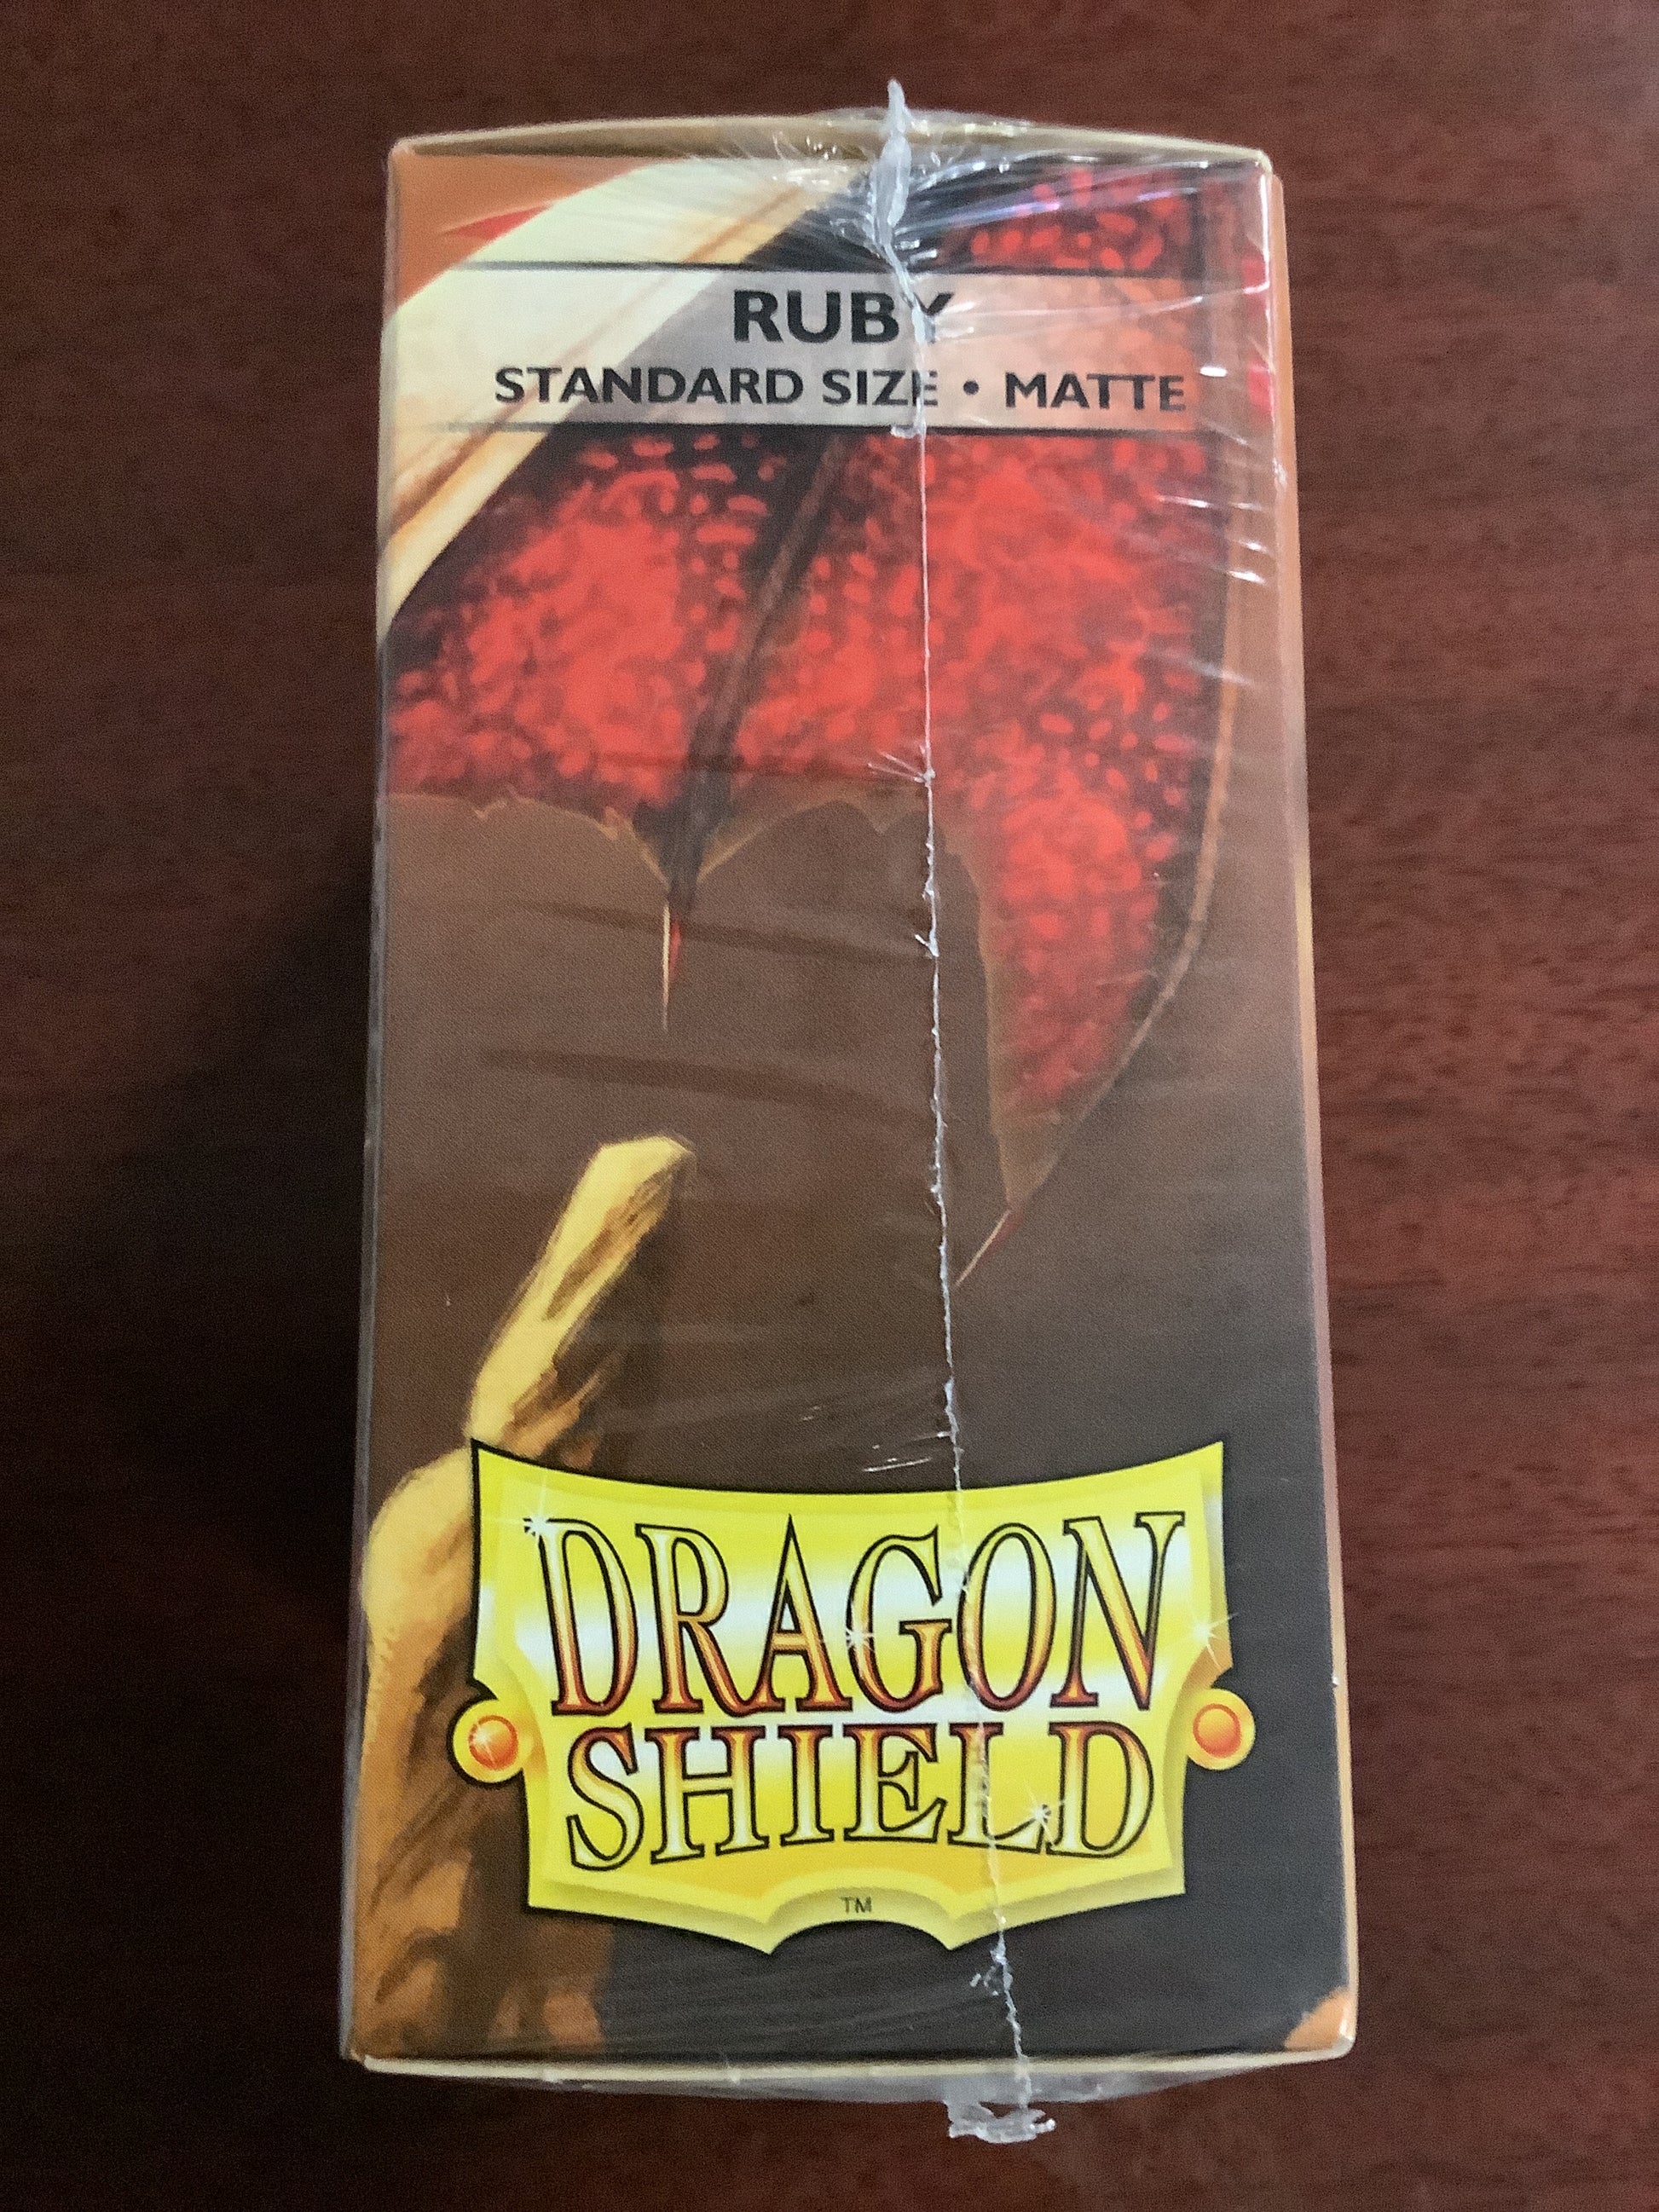 RUBY
STANDARD SIZE • MATTE
DRAGON
SHIELD
TM